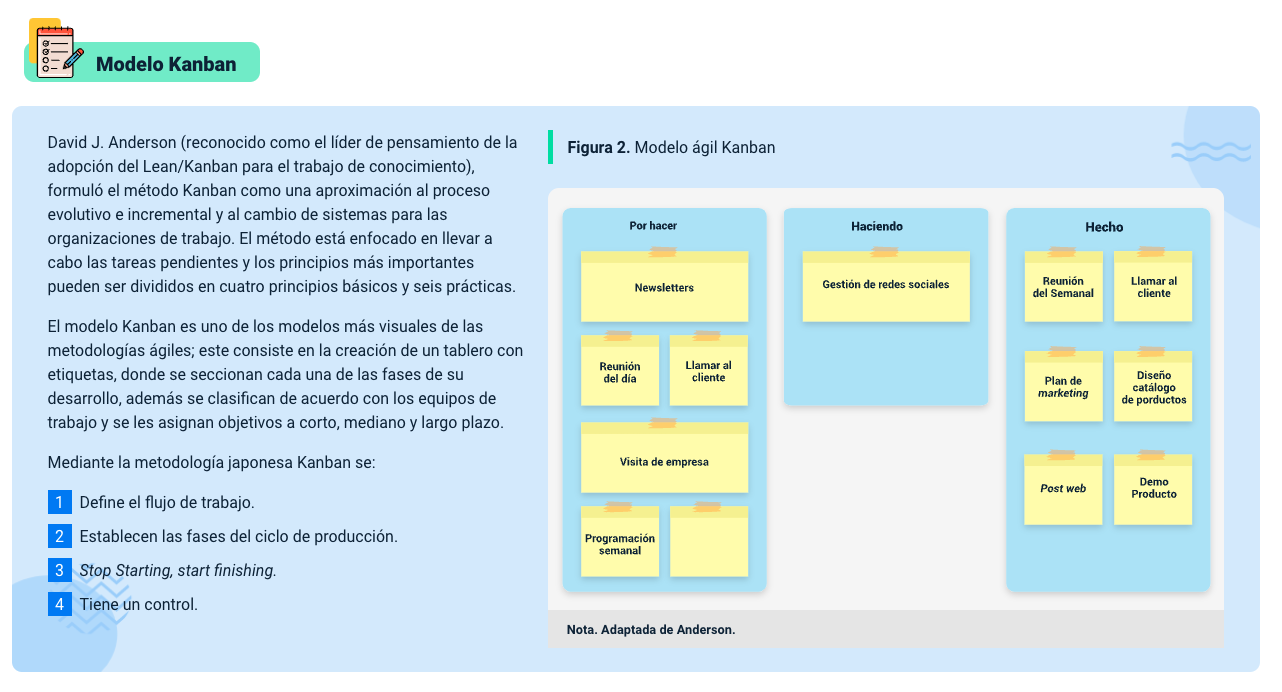 Modelo Kanban
David J. Anderson (reconocido como el líder de pensamiento de la
adopción del Lean/Kanban para el trabajo de conocimiento),
formuló el método Kanban como una aproximación al proceso
evolutivo e incremental y al cambio de sistemas para las
organizaciones de trabajo. El método está enfocado en llevar a
cabo las tareas pendientes y los principios más importantes
pueden ser divididos en cuatro principios básicos y seis prácticas.
El modelo Kanban es uno de los modelos más visuales de las
metodologías ágiles; este consiste en la creación de un tablero con
etiquetas, donde se seccionan cada una de las fases de su
desarrollo, además se clasifican de acuerdo con los equipos de
trabajo y se les asignan objetivos a corto, mediano y largo plazo.
Mediante la metodología japonesa Kanban se:
1 Define el flujo de trabajo.
2 Establecen las fases del ciclo de producción.
3 Stop Starting, start finishing.
4 Tiene un control.
Figura 2. Modelo ágil Kanban
Por hacer
Newsletters
Reunión
del día
Llamar al
cliente
Visita de empresa
Programación
semanal
Haciendo
Gestión de redes sociales
Hecho
Reunión
del Semanal
Llamar al
cliente
Plan de
marketing
Diseño
catálogo
de porductos
Post web
Demo
Producto
Nota. Adaptada de Anderson.